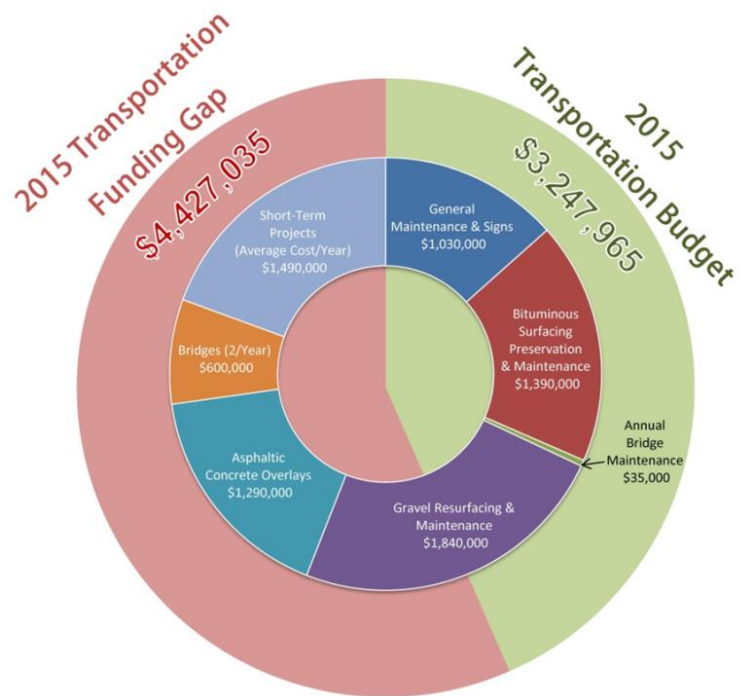 2015 Transportation
Funding Gap
$4,427,035
2015
Transportation Budget
$3,247,965
Short-Term
Projects
(Average Cost/Year)
$1,490,000
General
Maintenance & Signs
$1,030,000
Bituminous
Surfacing
Preservation
& Maintenance
$1,390,000
Bridges (2/Year)
$600,000
Annual
Bridge
Maintenance
$35,000
Asphaltic
Concrete Overlays
$1,290,000
Gravel Resurfacing &
Maintenance
$1,840,000